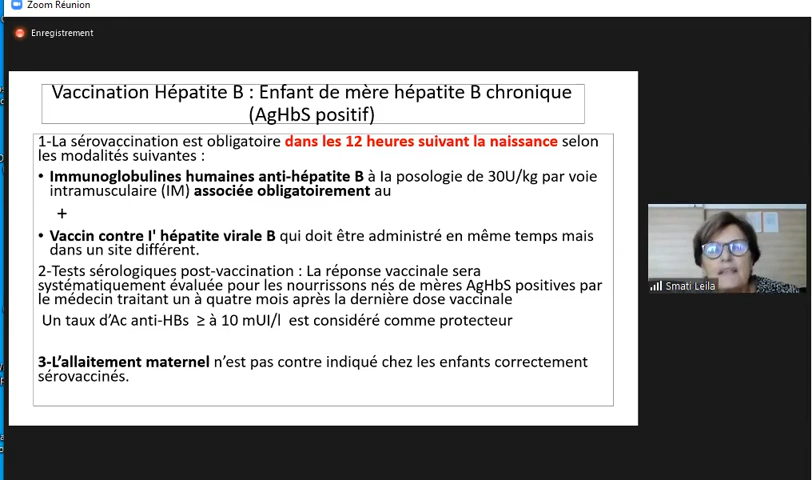 Zoom Réunion
Enregistrement
Vaccination Hépatite B : Enfant de mère hépatite B chronique
(AgHbS positif)
1-La sérovaccination est obligatoire dans les 12 heures suivant la naissance selon
les modalités suivantes :
• Immunoglobulines humaines anti-hépatite B à la posologie de 30U/kg par voie
intramusculaire (IM) associée obligatoirement au
+
• Vaccin contre I' hépatite virale B qui doit être administré en même temps mais
dans un site différent.
2-Tests sérologiques post-vaccination : La réponse vaccinale sera
systématiquement évaluée pour les nourrissons nés de mères AgHbS positives par
le médecin traitant un à quatre mois après la dernière dose vaccinale
Un taux d'Ac anti-HBs ≥ à 10 mUI/l est considéré comme protecteur
3-L'allaitement maternel n'est pas contre indiqué chez les enfants correctement
sérovaccinés.
Smati Leila